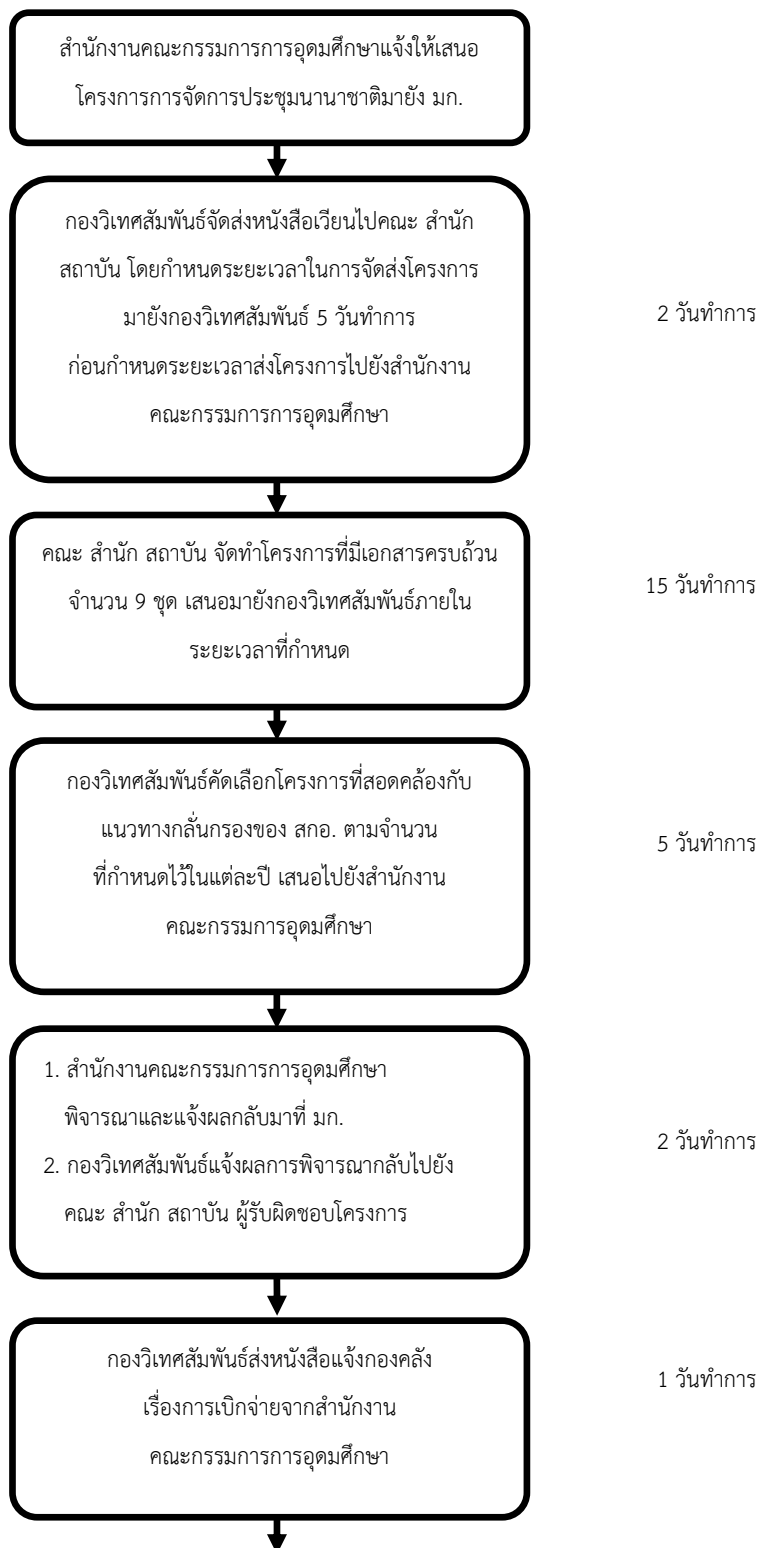 สำนักงานคณะกรรมการการอุดมศึกษาแจ้งให้เสนอ
โครงการการจัดการประชุมนานาชาติมายัง มก.
กองวิเทศสัมพันธ์จัดส่งหนังสือเวียนไปคณะ สำนัก
สถาบัน โดยกำหนดระยะเวลาในการจัดส่งโครงการ
มายังกองวิเทศสัมพันธ์ 5 วันทำการ
ก่อนกำหนดระยะเวลาส่งโครงการไปยังสำนักงาน
คณะกรรมการการอุดมศึกษา
2 วันทำการ
คณะ สำนัก สถาบัน จัดทำโครงการที่มีเอกสารครบถ้วน
จำนวน 9 ชุด เสนอมายังกองวิเทศสัมพันธ์ภายใน
ระยะเวลาที่กำหนด
15 วันทำการ
กองวิเทศสัมพันธ์คัดเลือกโครงการที่สอดคล้องกับ
แนวทางกลั่นกรองของ สกอ. ตามจำนวน
ที่กำหนดไว้ในแต่ละปี เสนอไปยังสำนักงาน
คณะกรรมการอุดมศึกษา
5 วันทำการ
1. สำนักงานคณะกรรมการการอุดมศึกษา
พิจารณาและแจ้งผลกลับมาที่ มก.
2. กองวิเทศสัมพันธ์แจ้งผลการพิจารณากลับไปยัง
คณะ สำนัก สถาบัน ผู้รับผิดชอบโครงการ
2 วันทำการ
กองวิเทศสัมพันธ์ส่งหนังสือแจ้งกองคลัง
เรื่องการเบิกจ่ายจากสำนักงาน
คณะกรรมการการอุดมศึกษา
1 วันทำการ